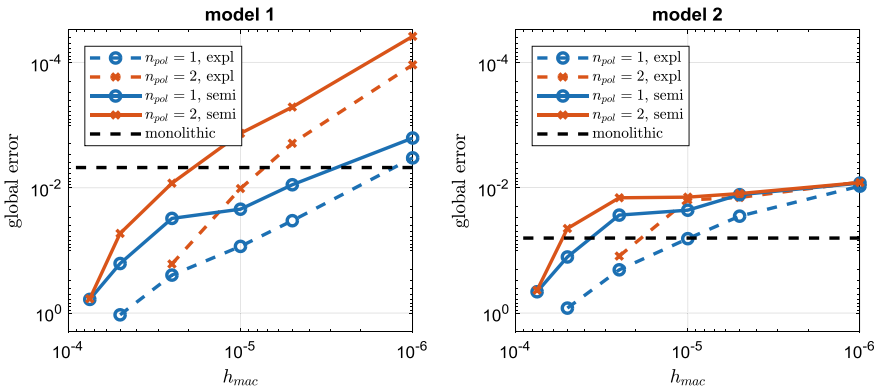 model 1
10^-4
10^-2
10^0
global error
n_pol = 1, expl
n_pol = 2, expl
n_pol = 1, semi
n_pol = 2, semi
monolithic
10^-4
10^-5
10^-6
h_mac
model 2
10^-4
10^-2
10^0
global error
n_pol = 1, expl
n_pol = 2, expl
n_pol = 1, semi
n_pol = 2, semi
monolithic
10^-4
10^-5
10^-6
h_mac